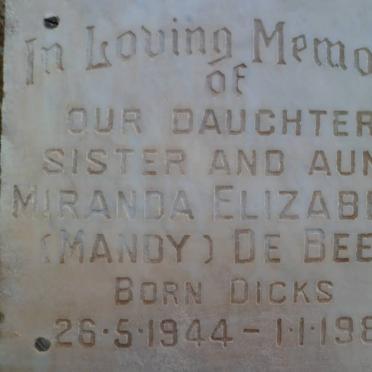 In Loving Memo
of
OUR DAUGHTER
SISTER AND AUN
MIRANDA ELIZABE
(MANDY) DE BEE
BORN DICKS
26·5·1944 - 1·1·198